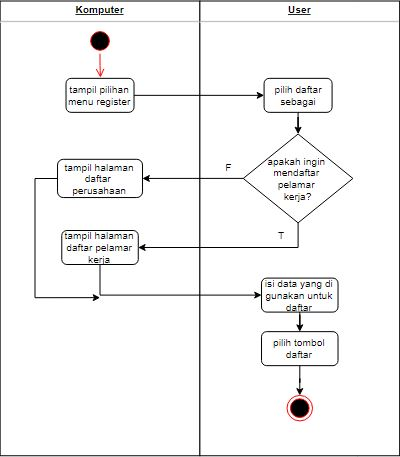 Komputer
User
tampil pilihan
menu register
pilih daftar
sebagai
apakah ingin
mendaftar
pelamar
kerja?
F
tampil halaman
daftar
perusahaan
T
tampil halaman
daftar pelamar
kerja
isi data yang di
gunakan untuk
daftar
pilih tombol
daftar